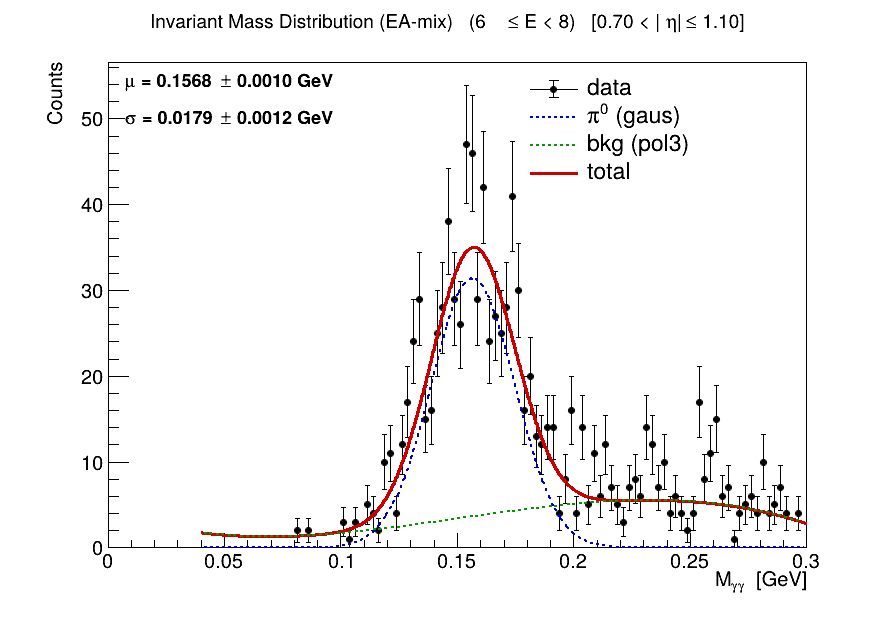 Invariant Mass Distribution (EA-mix) (6 ≤ E < 8) [0.70 < | η| ≤ 1.10]
μ = 0.1568 ± 0.0010 GeV
σ = 0.0179 ± 0.0012 GeV
data
π⁰ (gaus)
bkg (pol3)
total
Counts
50
40
30
20
10
0
0 0.05 0.1 0.15 0.2 0.25 0.3
Mγγ [GeV]